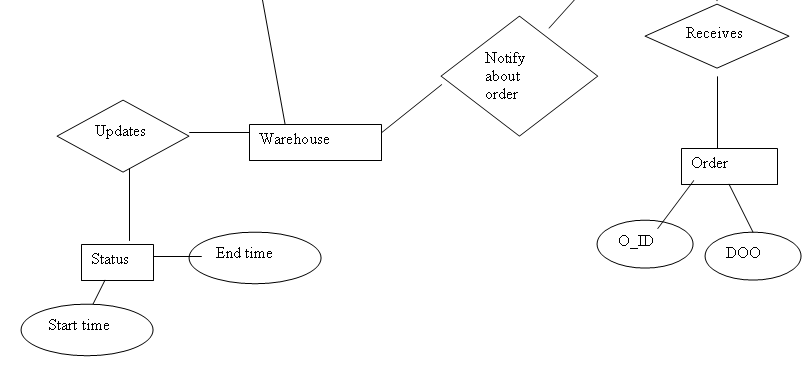 Receives
Notify
about
order
Updates
Warehouse
Order
O_ID
DOO
Status
End time
Start time